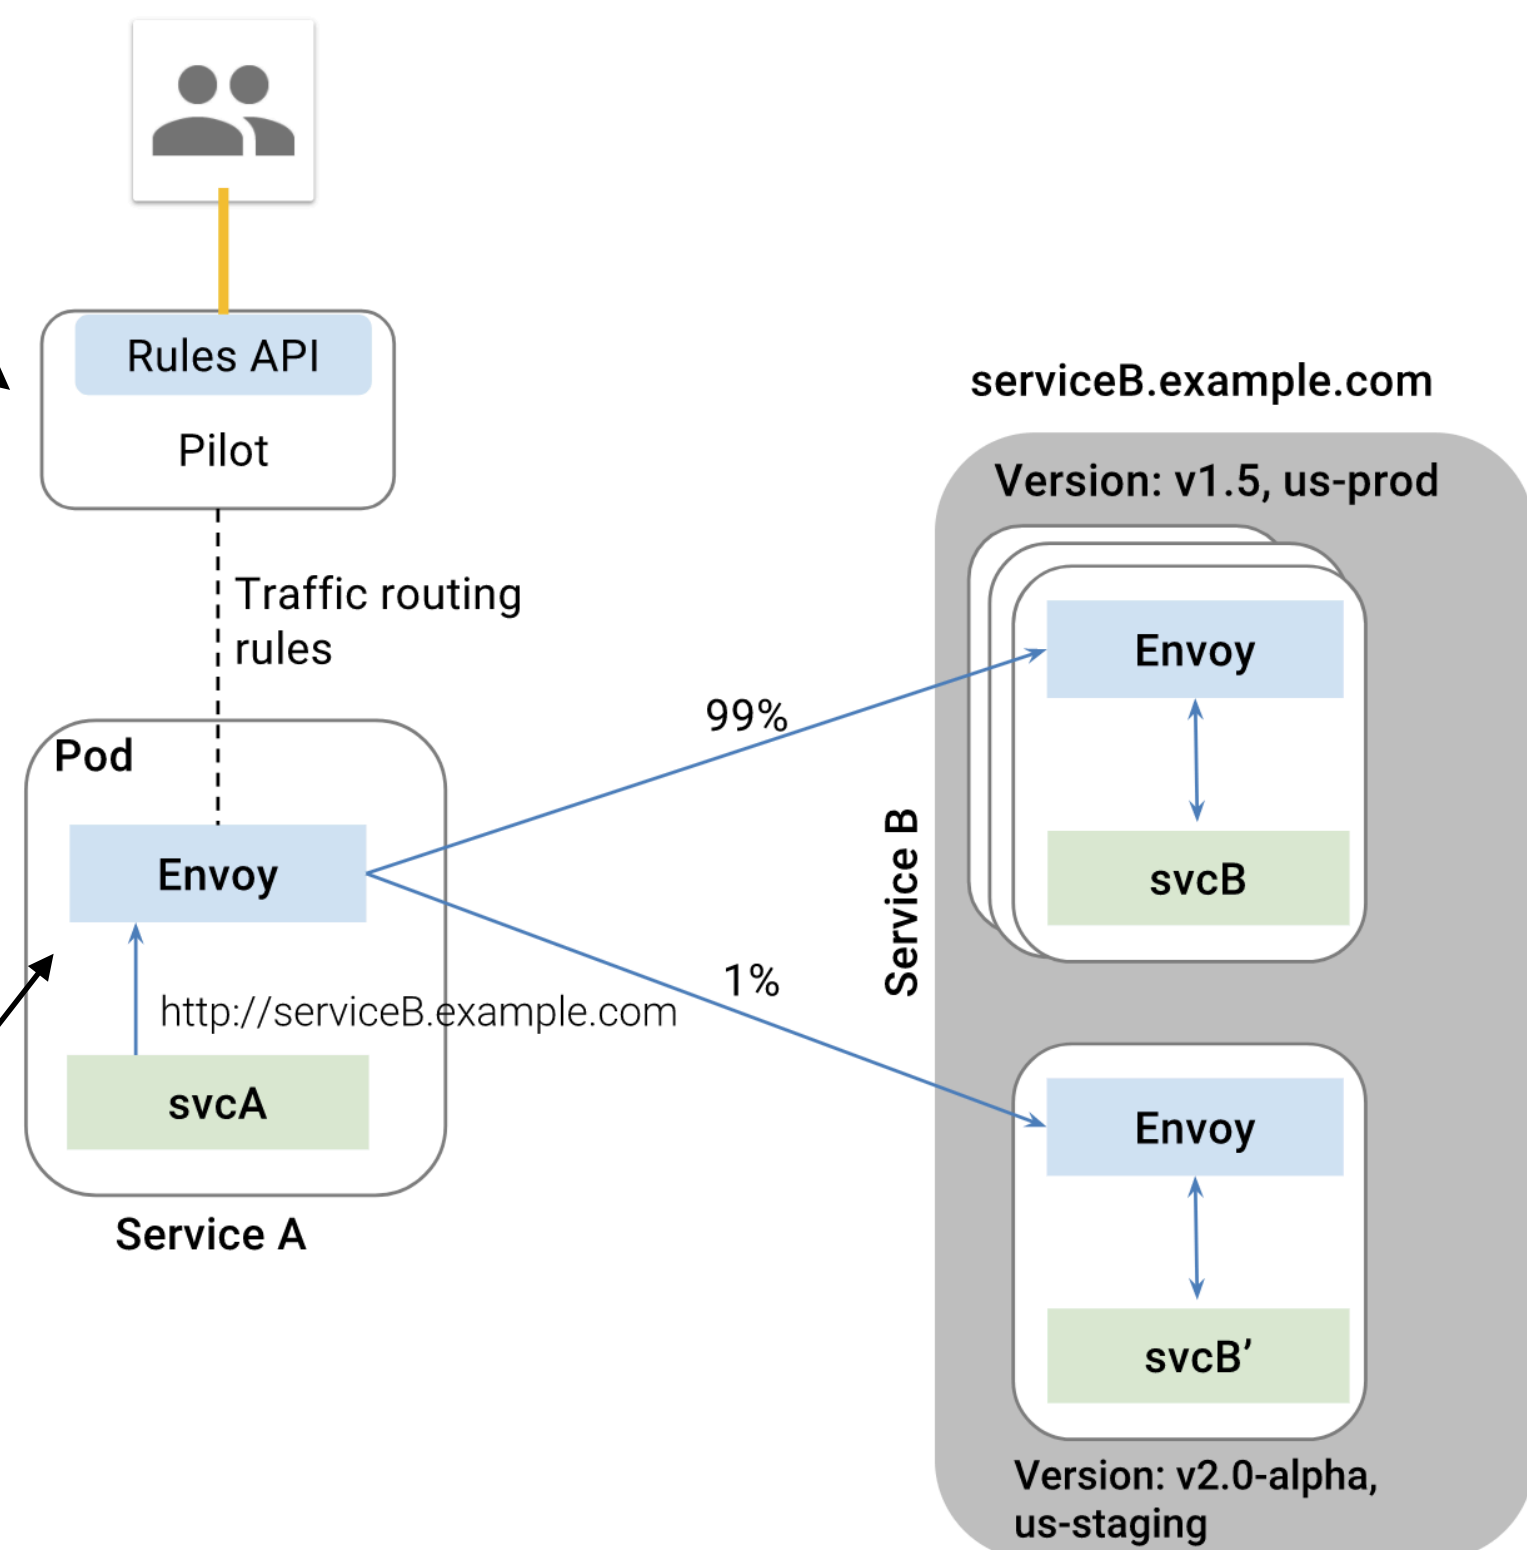 Rules API
Pilot
Traffic routing
rules
Pod
Envoy
http://serviceB.example.com
svcA
Service A
99%
1%
serviceB.example.com
Version: v1.5, us-prod
Service B
Envoy
svcB
Envoy
svcB’
Version: v2.0-alpha,
us-staging